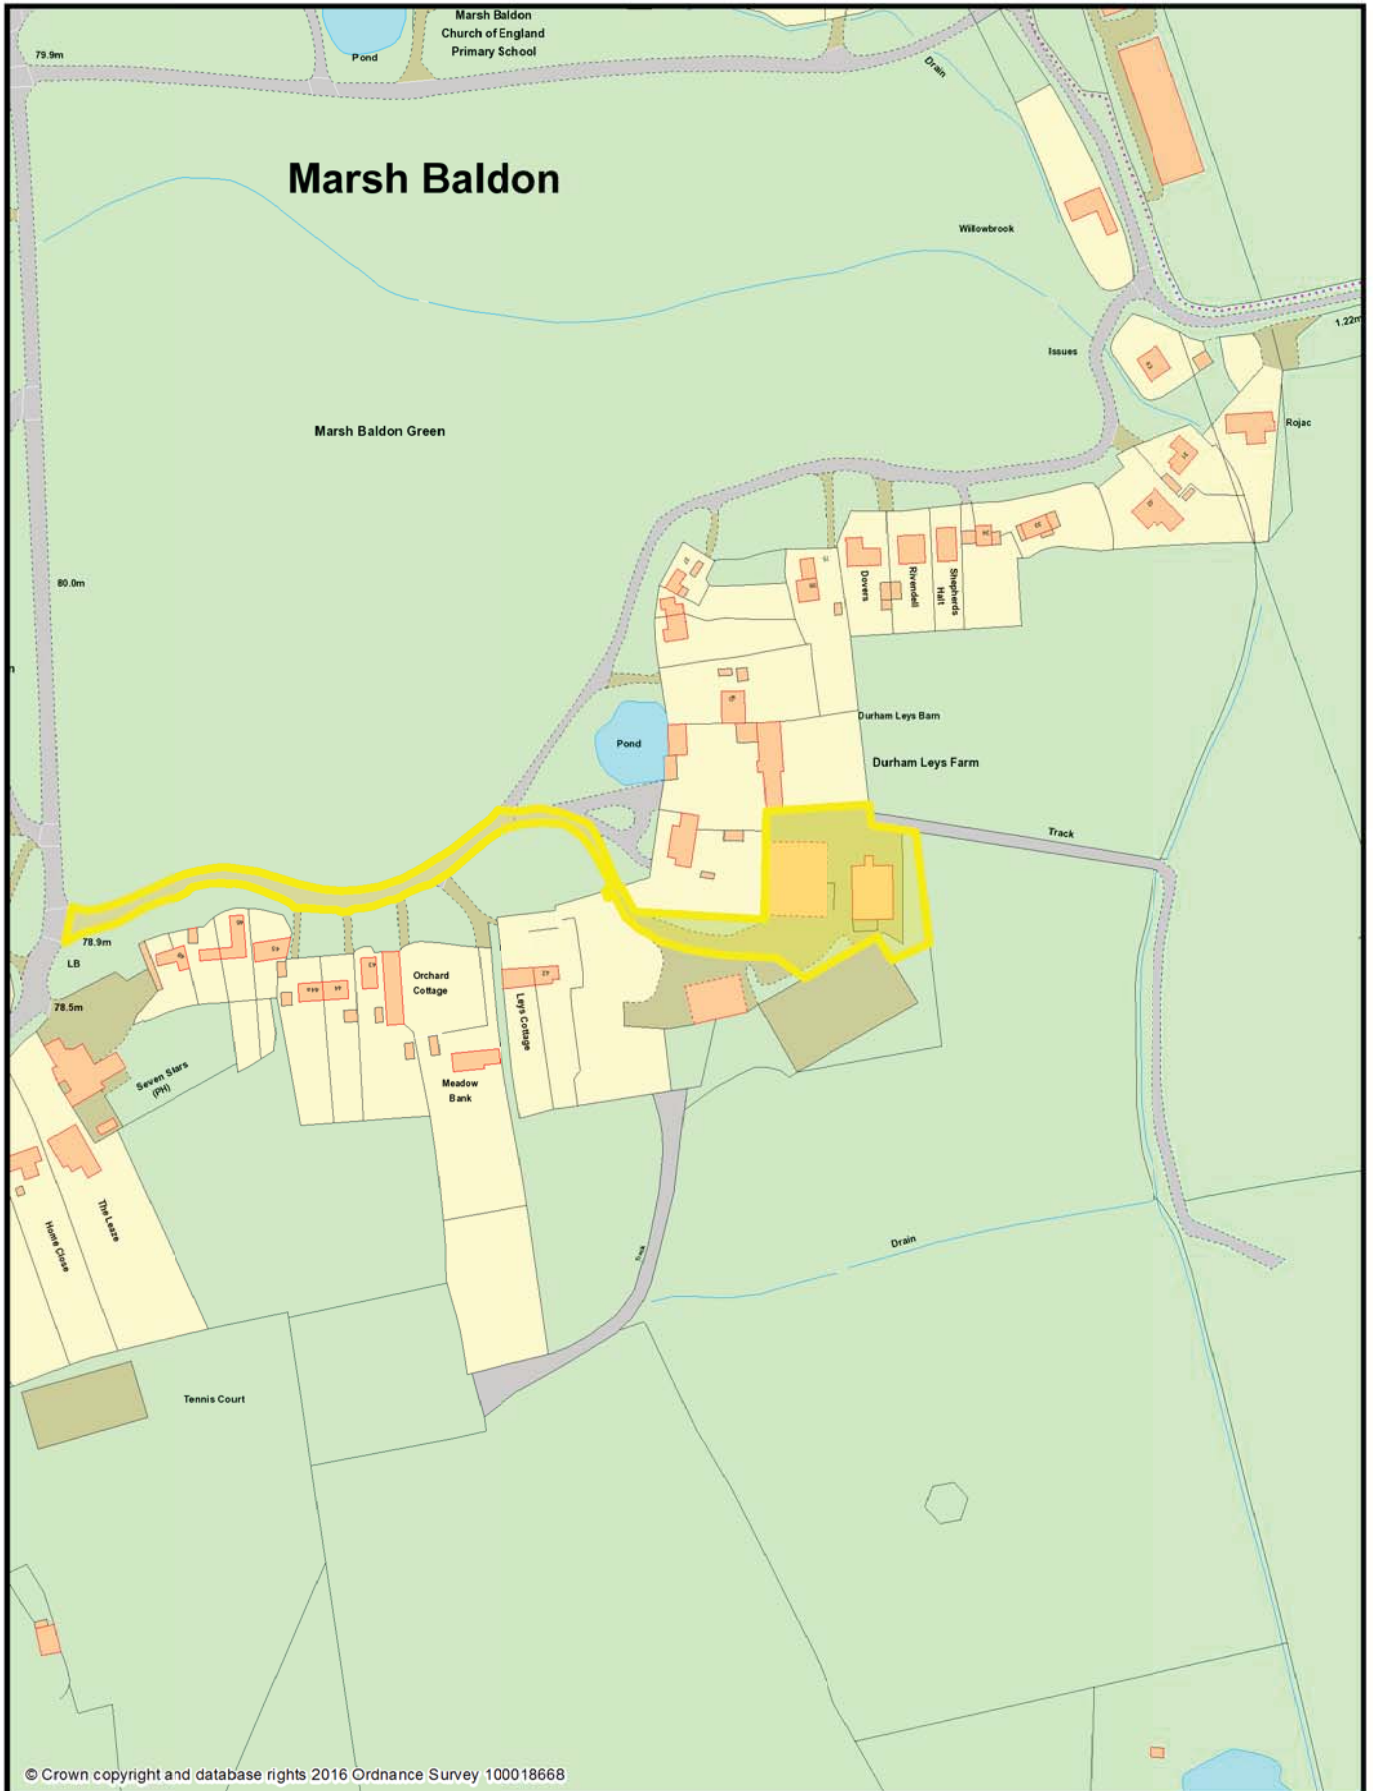 Marsh Baldon
Church of England
Primary School
79.9m
Pond
Drain
Marsh Baldon
Willowbrook
1.22m
Issues
Rojac
Marsh Baldon Green
80.0m
Dovers
Rivendell
Shepherds
Halt
Durham Leys Barn
Pond
Durham Leys Farm
Track
78.9m
LB
78.5m
Orchard
Cottage
Leys Cottage
Seven Stars
(PH)
Meadow
Bank
The Leaze
Home Close
Track
Drain
Tennis Court
© Crown copyright and database rights 2016 Ordnance Survey 100018668